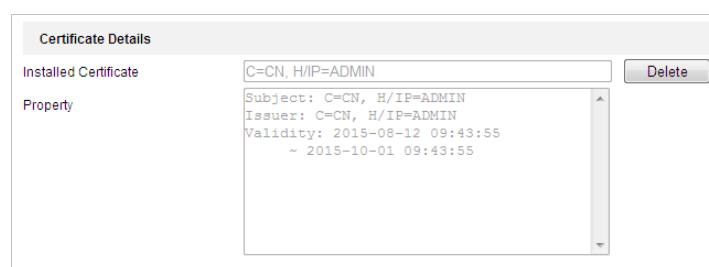 Certificate Details
Installed Certificate C=CN, H/IP=ADMIN Delete
Property
Subject: C=CN, H/IP=ADMIN
Issuer: C=CN, H/IP=ADMIN
Validity: 2015-08-12 09:43:55
~ 2015-10-01 09:43:55